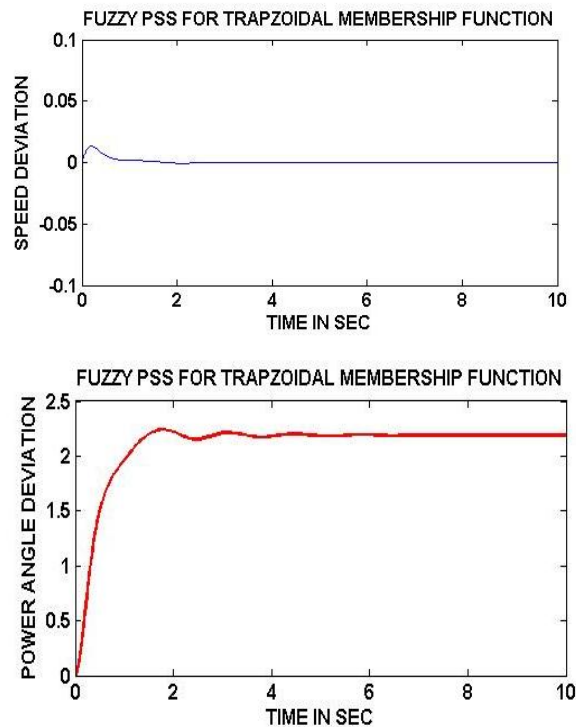 FUZZY PSS FOR TRAPZOIDAL MEMBERSHIP FUNCTION
SPEED DEVIATION
0.1
0.05
0
-0.05
-0.1
0 2 4 6 8 10
TIME IN SEC
FUZZY PSS FOR TRAPZOIDAL MEMBERSHIP FUNCTION
POWER ANGLE DEVIATION
2.5
2
1.5
1
0.5
0
0 2 4 6 8 10
TIME IN SEC